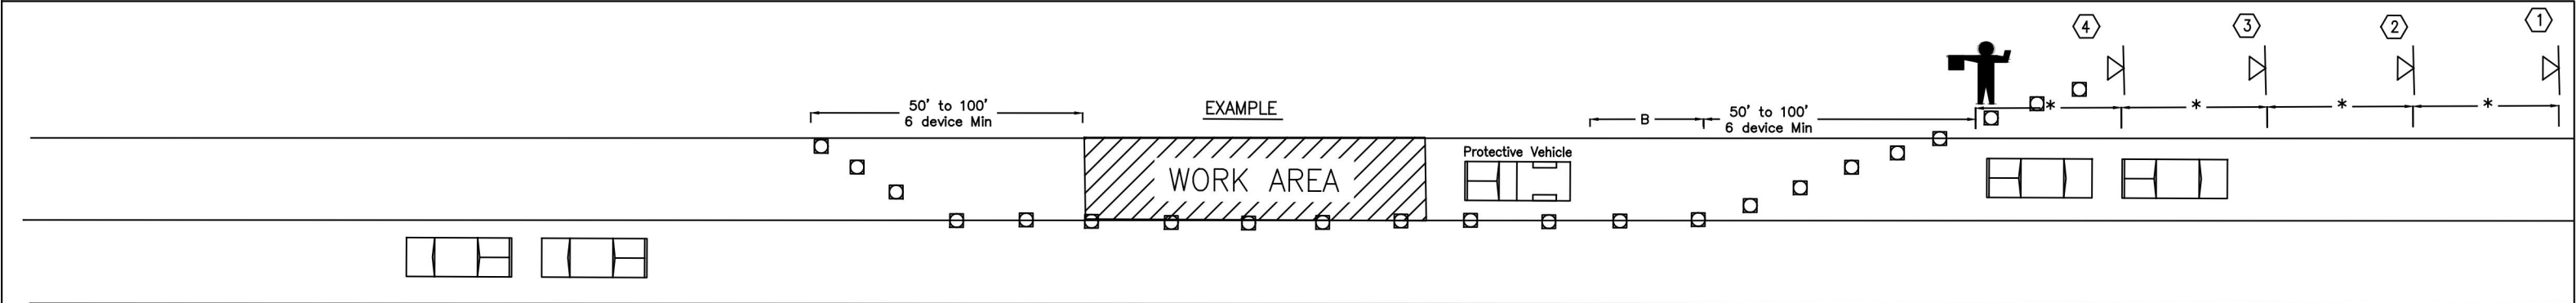 4
3
2
1
50' to 100'
6 device Min
EXAMPLE
B
50' to 100'
6 device Min
*
*
*
*
Protective Vehicle
WORK AREA